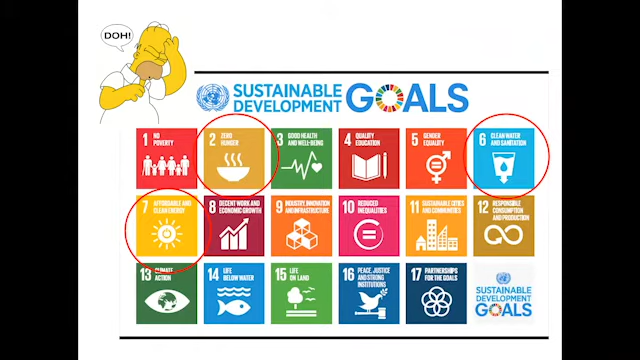 DOH!
SUSTAINABLE
DEVELOPMENT
GOALS
1 NO
POVERTY
2 ZERO
HUNGER
3 GOOD HEALTH
AND WELL-BEING
4 QUALITY
EDUCATION
5 GENDER
EQUALITY
6 CLEAN WATER
AND SANITATION
7 AFFORDABLE AND
CLEAN ENERGY
8 DECENT WORK AND
ECONOMIC GROWTH
9 INDUSTRY, INNOVATION
AND INFRASTRUCTURE
10 REDUCED
INEQUALITIES
11 SUSTAINABLE CITIES
AND COMMUNITIES
12 RESPONSIBLE
CONSUMPTION
AND PRODUCTION
13 CLIMATE
ACTION
14 LIFE
BELOW WATER
15 LIFE
ON LAND
16 PEACE, JUSTICE
AND STRONG
INSTITUTIONS
17 PARTNERSHIPS
FOR THE GOALS
SUSTAINABLE
DEVELOPMENT
GOALS